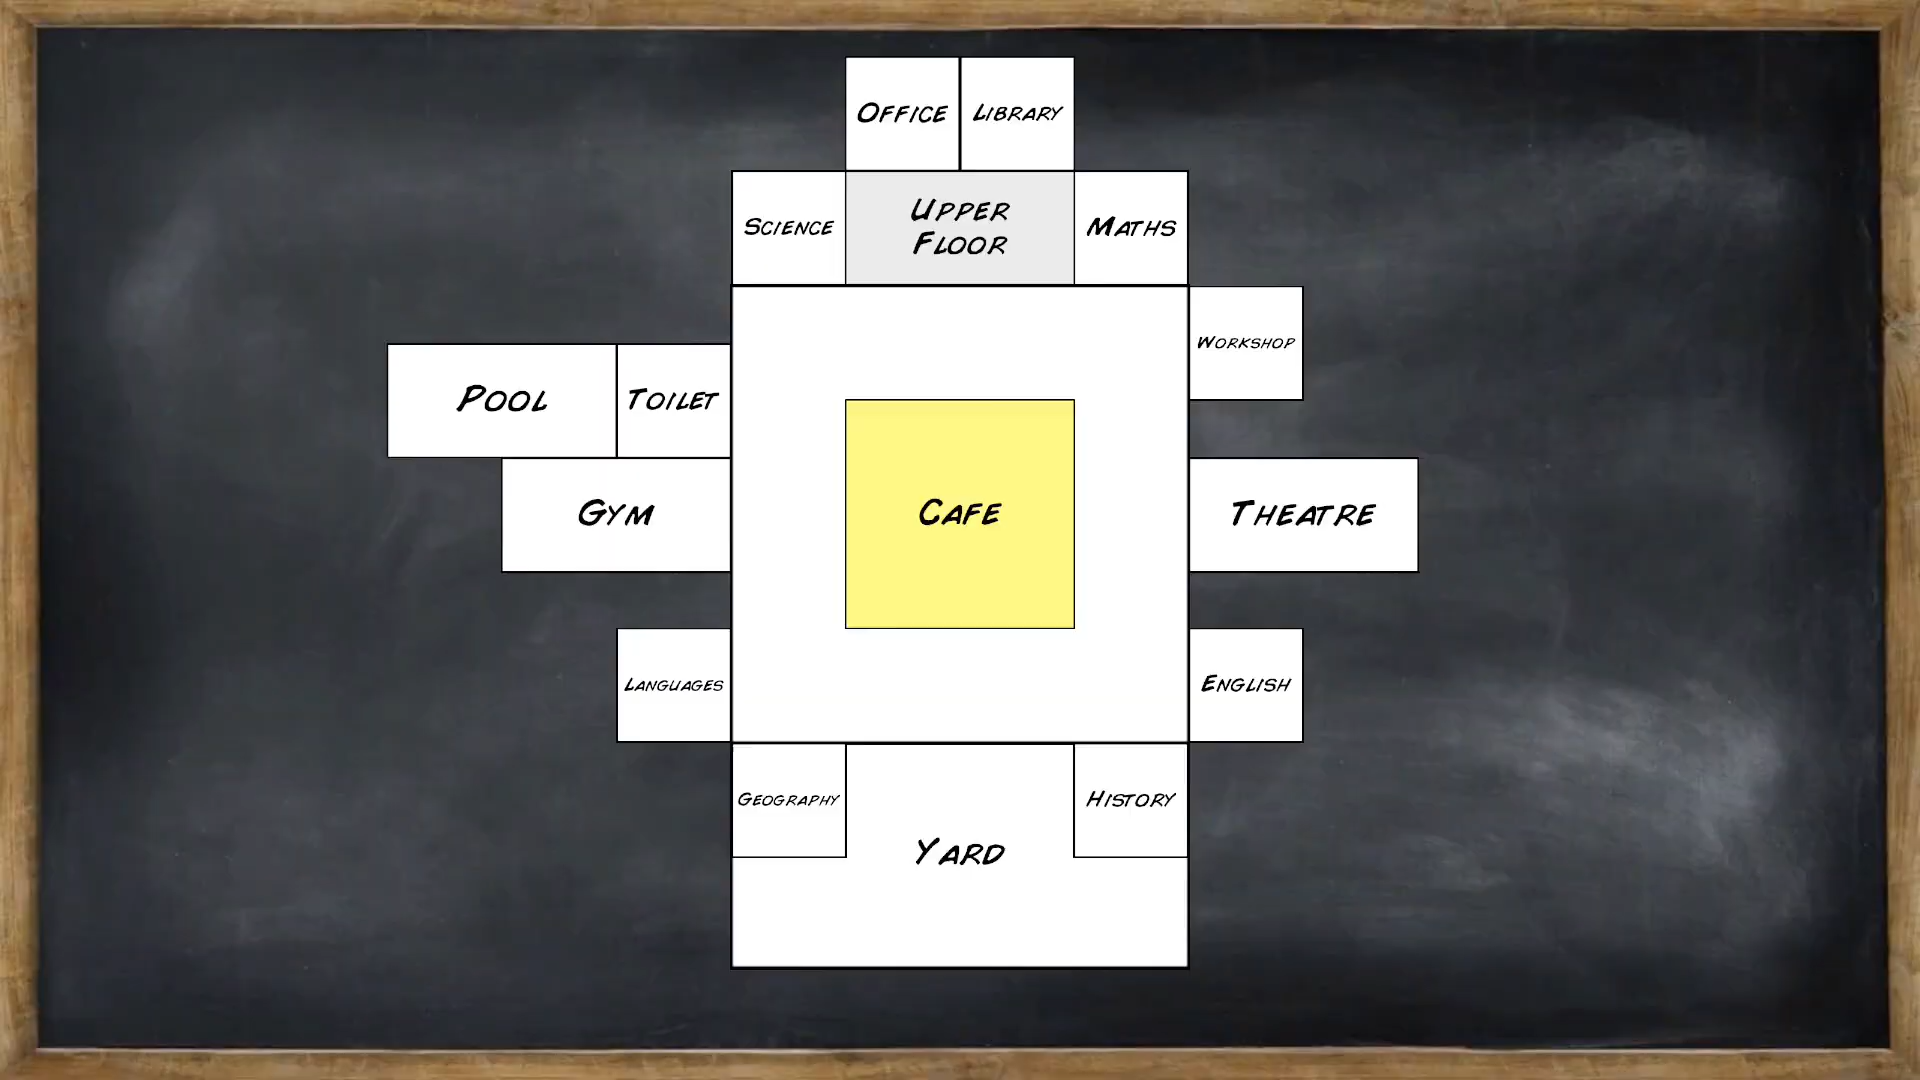 Office
Library
Science
Upper
Floor
Maths
Workshop
Pool
Toilet
Gym
Cafe
Theatre
Languages
English
Geography
History
Yard